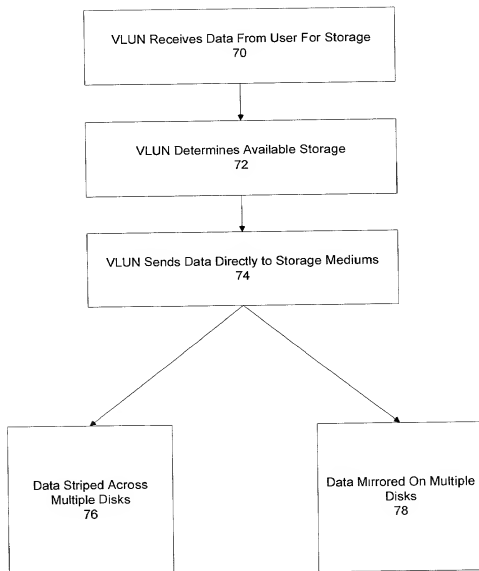 VLUN Receives Data From User For Storage
70
VLUN Determines Available Storage
72
VLUN Sends Data Directly to Storage Mediums
74
Data Striped Across
Multiple Disks
76
Data Mirrored On Multiple
Disks
78